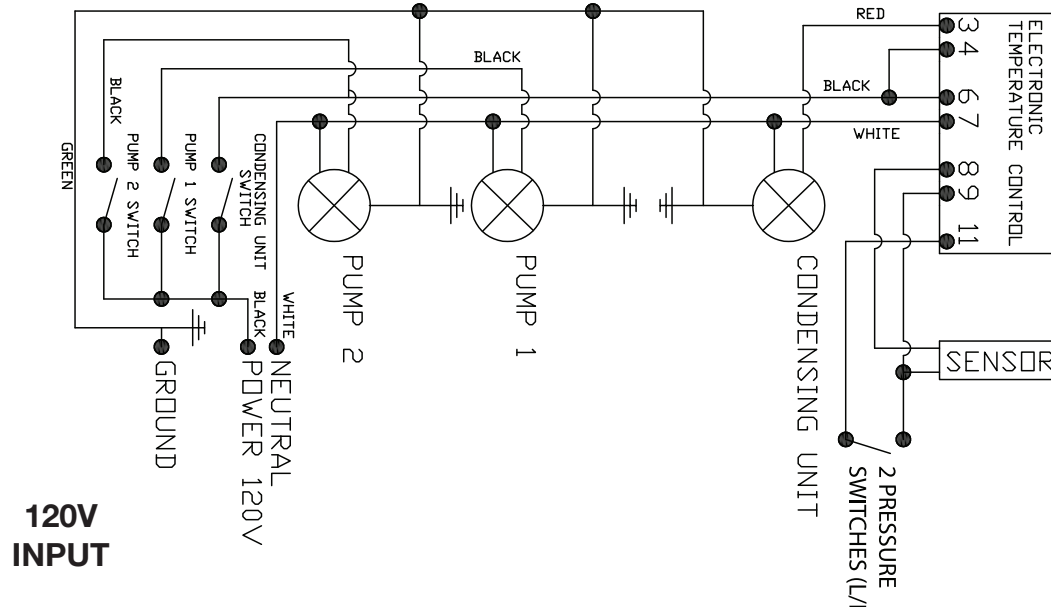 RED
3
4
6
7
8
9
11
ELECTRONIC
TEMPERATURE CONTROL
BLACK
BLACK
WHITE
BLACK
GREEN
PUMP 2 SWITCH
PUMP 1 SWITCH
CONDENSING UNIT
SWITCH
PUMP 2
PUMP 1
CONDENSING UNIT
BLACK
WHITE
GROUND
POWER 120V
NEUTRAL
SENSOR
2 PRESSURE
SWITCHES (L/
120V
INPUT